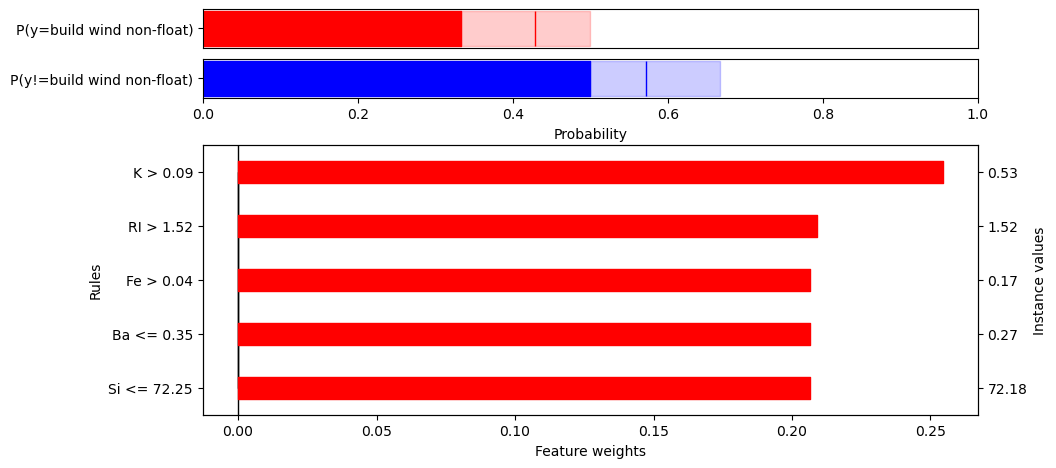 P(y=build wind non-float)
P(y!=build wind non-float)
0.0 0.2 0.4 0.6 0.8 1.0
Probability
K > 0.09 0.53
RI > 1.52 1.52
Fe > 0.04 0.17
Ba <= 0.35 0.27
Si <= 72.25 72.18
Rules
Instance values
0.00 0.05 0.10 0.15 0.20 0.25
Feature weights